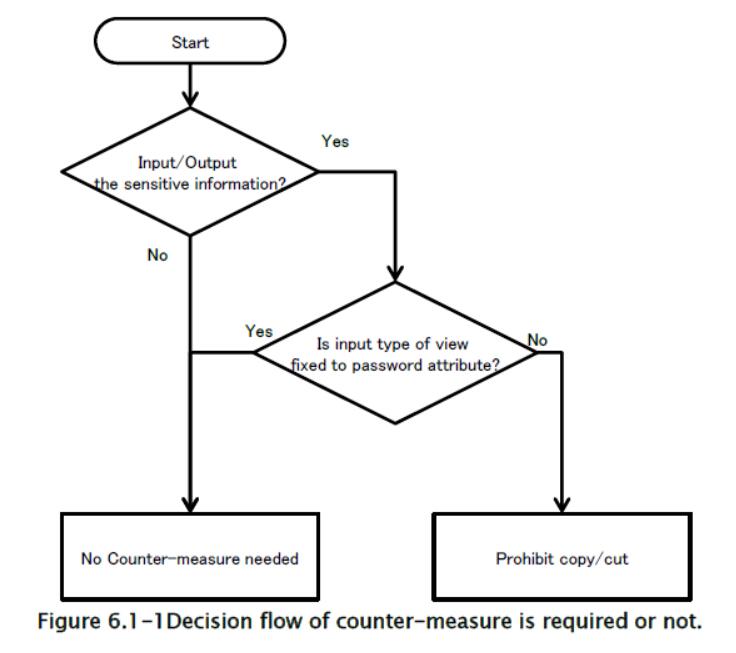 Start
Yes
Input/Output
the sensitive information?
No
Yes
Is input type of view
fixed to password attribute?
No
No Counter-measure needed
Prohibit copy/cut
Figure 6.1-1Decision flow of counter-measure is required or not.